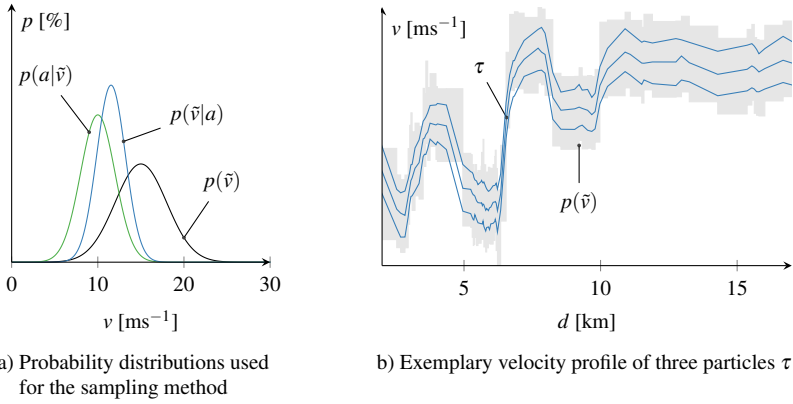 p [%]
p(a|ṽ)
p(ṽ|a)
p(ṽ)
0 10 20 30
v [ms⁻¹]
a) Probability distributions used
for the sampling method
v [ms⁻¹]
τ
p(ṽ)
5 10 15
d [km]
b) Exemplary velocity profile of three particles τ